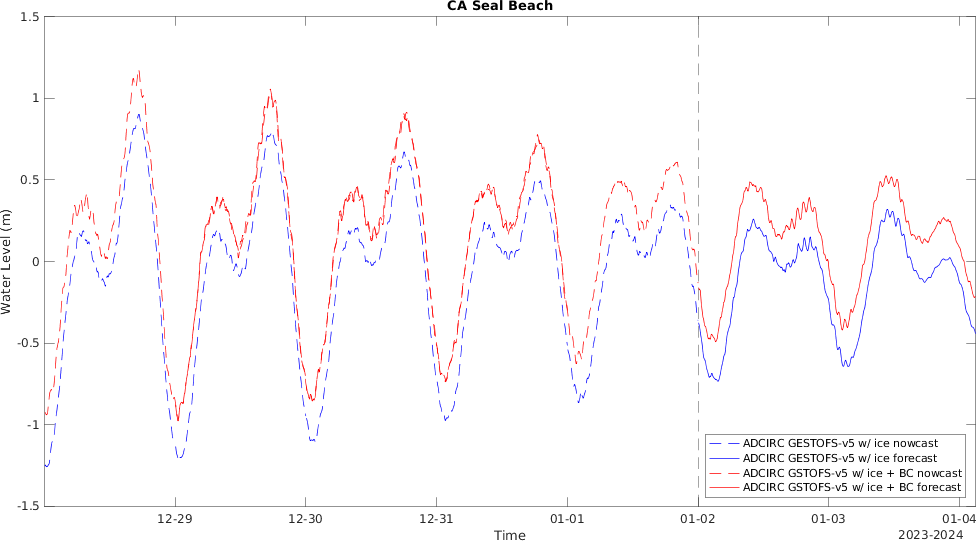 CA Seal Beach
1.5
1
0.5
0
-0.5
-1
-1.5
Water Level (m)
ADCIRC GESTOFS-v5 w/ ice nowcast
ADCIRC GESTOFS-v5 w/ ice forecast
ADCIRC GSTOFS-v5 w/ ice + BC nowcast
ADCIRC GSTOFS-v5 w/ ice + BC forecast
12-29 12-30 12-31 01-01 01-02 01-03 01-04
Time
2023-2024